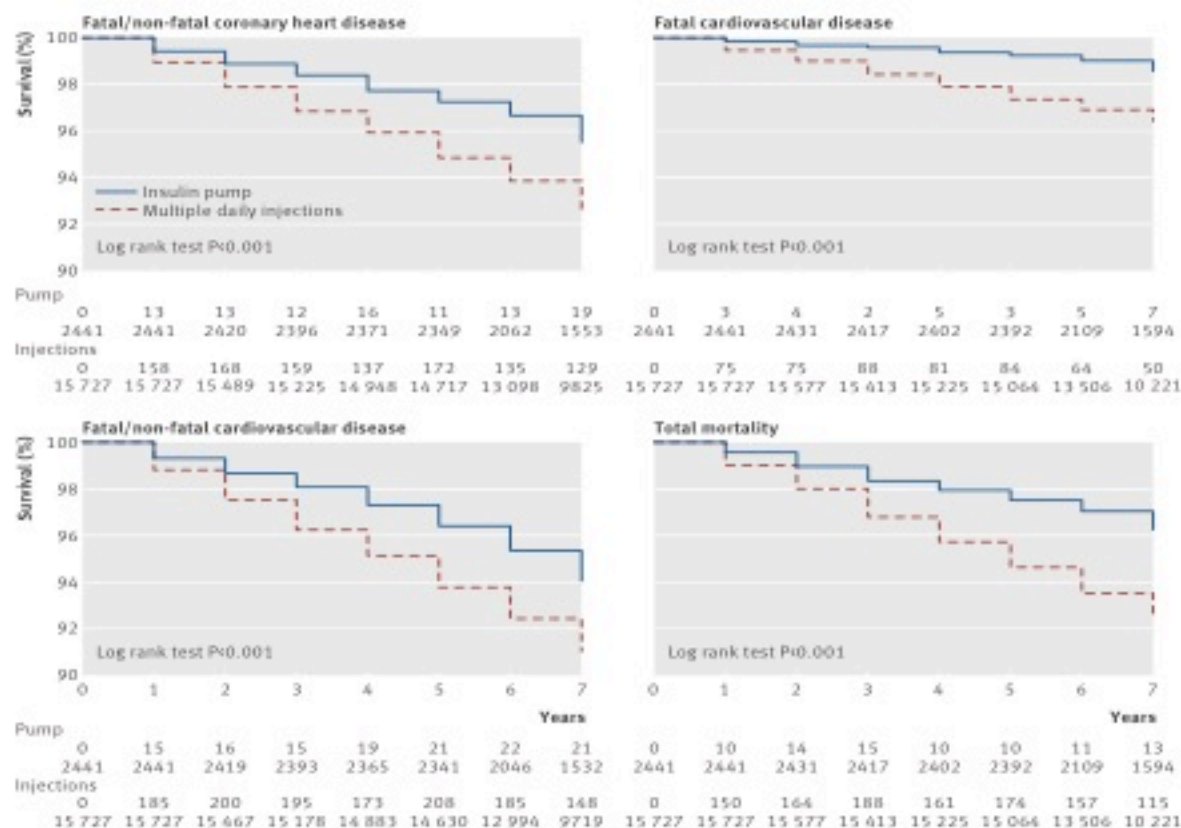 Fatal/non-fatal coronary heart disease
Survival (%)
100
98
96
94
92
90
Insulin pump
Multiple daily injections
Log rank test P<0.001
Fatal cardiovascular disease
Log rank test P<0.001
Pump
0 13 13 12 16 11 13 19 0 3 4 2 5 3 5 7
2441 2441 2420 2396 2371 2349 2062 1553 2441 2441 2431 2417 2402 2392 2109 1594
Injections
0 158 168 159 137 172 135 129 0 75 75 88 81 84 64 50
15 727 15 727 15 489 15 225 14 948 14 717 13 098 9825 15 727 15 727 15 577 15 413 15 225 15 064 13 506 10 221
Fatal/non-fatal cardiovascular disease
Survival (%)
100
98
96
94
92
90
Log rank test P<0.001
0 1 2 3 4 5 6 7
Years
Total mortality
Log rank test P<0.001
0 1 2 3 4 5 6 7
Years
Pump
0 15 16 15 19 21 22 21 0 10 14 15 10 10 11 13
2441 2441 2419 2393 2365 2341 2046 1532 2441 2441 2431 2417 2402 2392 2109 1594
Injections
0 185 200 195 173 208 185 148 0 150 164 188 161 174 157 115
15 727 15 727 15 467 15 178 14 883 14 630 12 994 9719 15 727 15 727 15 577 15 413 15 225 15 064 13 506 10 221